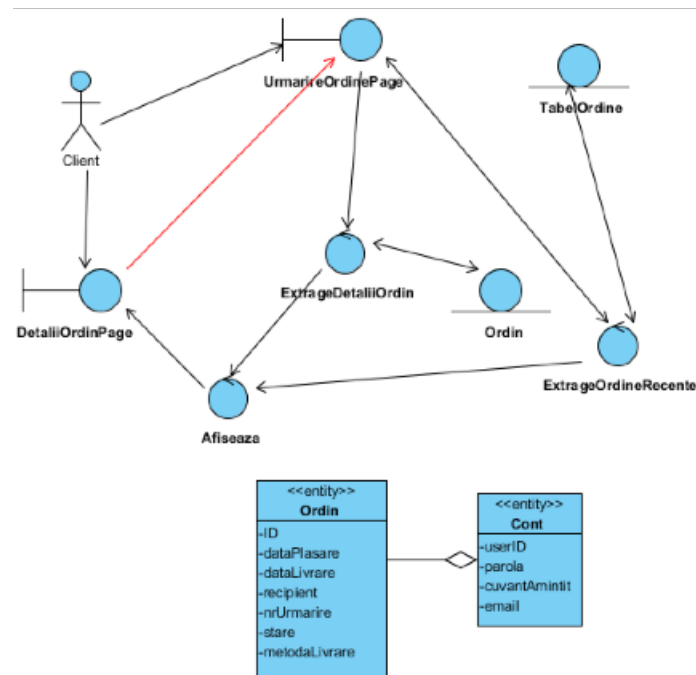 UrmarireOrdinePage
TabelOrdine
Client
ExtrageDetaliiOrdin
DetaliiOrdinPage
Ordin
ExtrageOrdineRecente
Afiseaza
<<entity>>
Ordin
-ID
-dataPlasare
-dataLivrare
-recipient
-nrUrmarire
-stare
-metodaLivrare
<<entity>>
Cont
-userID
-parola
-cuvantAmintit
-email